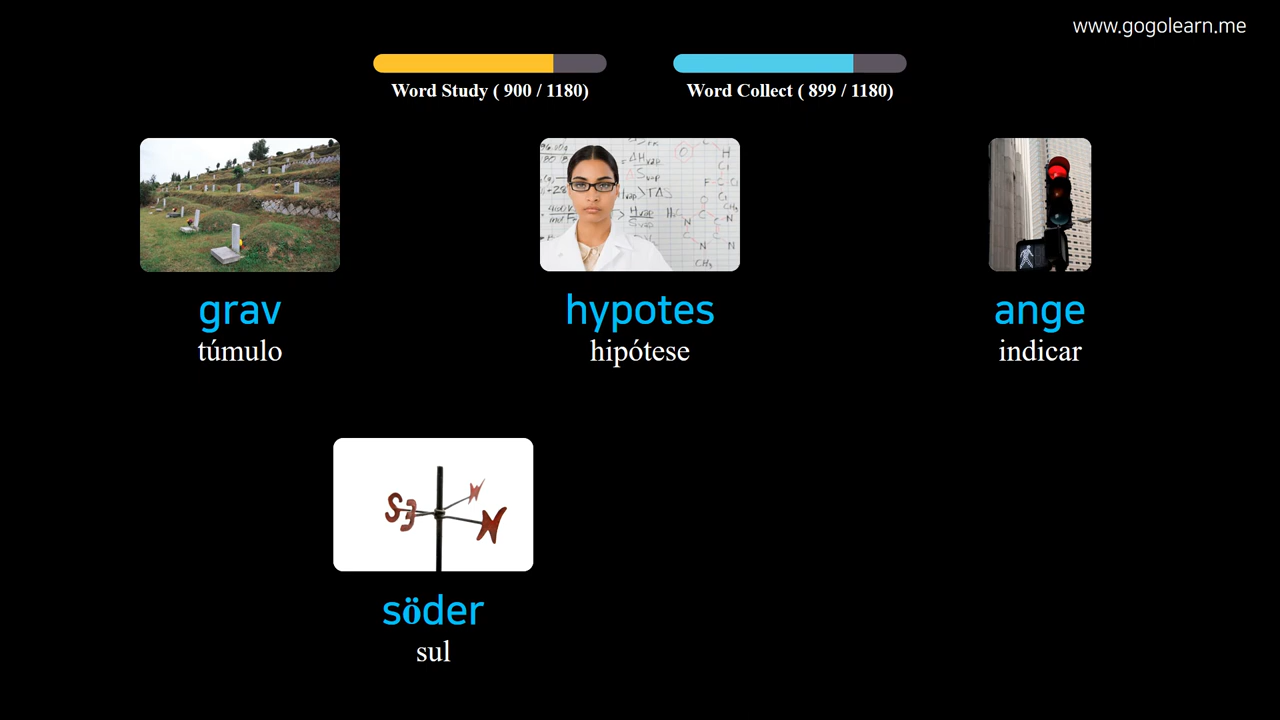 www.gogolearn.me
Word Study ( 900 / 1180)
Word Collect ( 899 / 1180)
grav
túmulo
hypotes
hipótese
ange
indicar
S
N
söder
sul